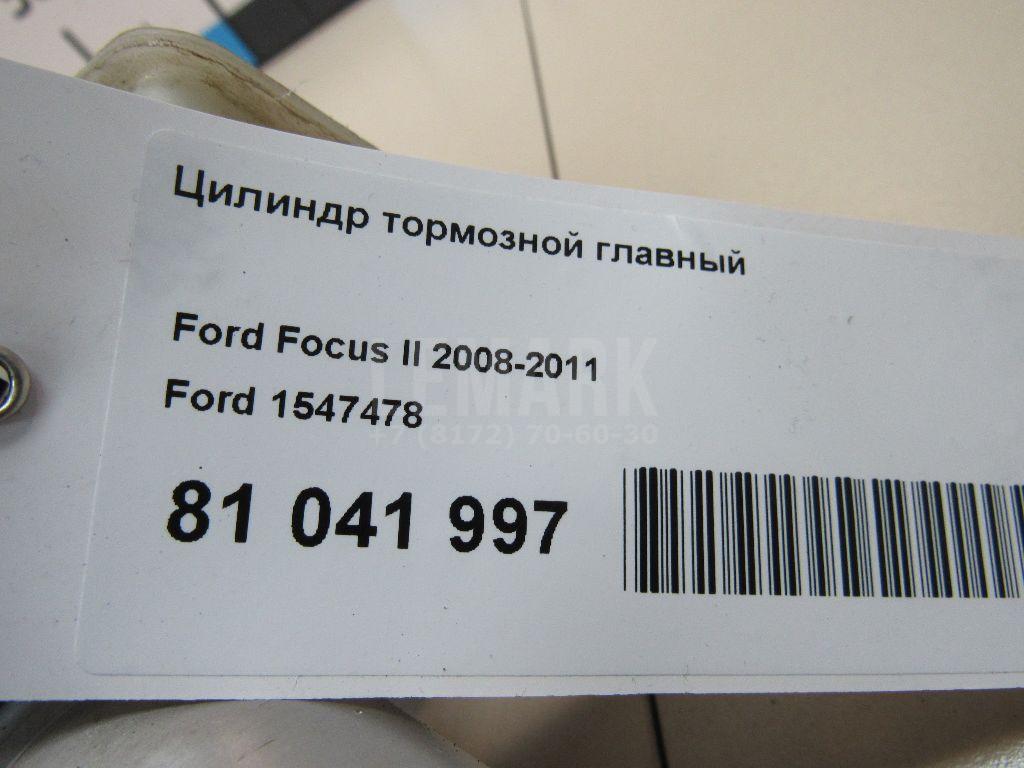 Цилиндр тормозной главный
Ford Focus II 2008-2011
Ford 1547478
LEMARK
+7 (8172) 70-60-30
81 041 997